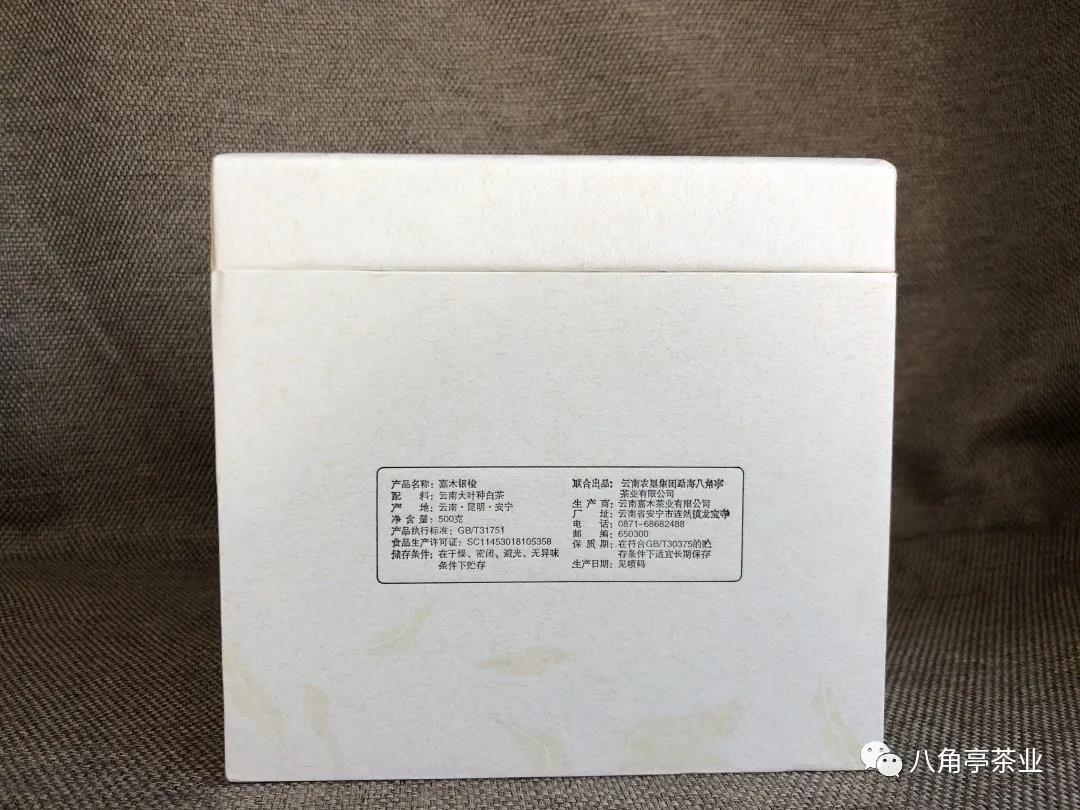 产品名称：嘉木银梭
配 料：云南大叶种白茶
产 地：云南·昆明·安宁
净含量：500克
产品执行标准：GB/T31751
食品生产许可证：SC11453018105358
储存条件：在干燥、密闭、避光、无异味
条件下贮存
联合出品：云南农垦集团勐海八角亭
茶业有限公司
生产商：云南嘉木茶业有限公司
厂 址：云南省安宁市连然镇龙宝寺
电 话：0871-68682488
邮 编：650300
保质期：在符合GB/T30375的贮
存条件下适宜长期保存
生产日期：见喷码
八角亭茶业